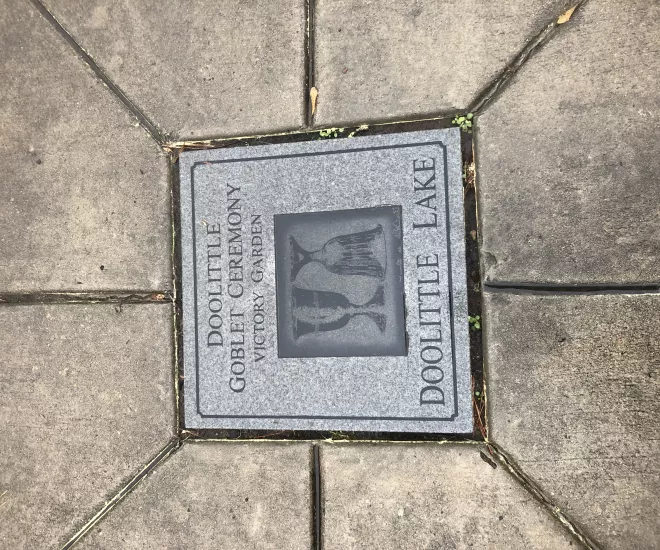 DOOLITTLE
GOBLET CEREMONY
VICTORY GARDEN
DOOLITTLE LAKE